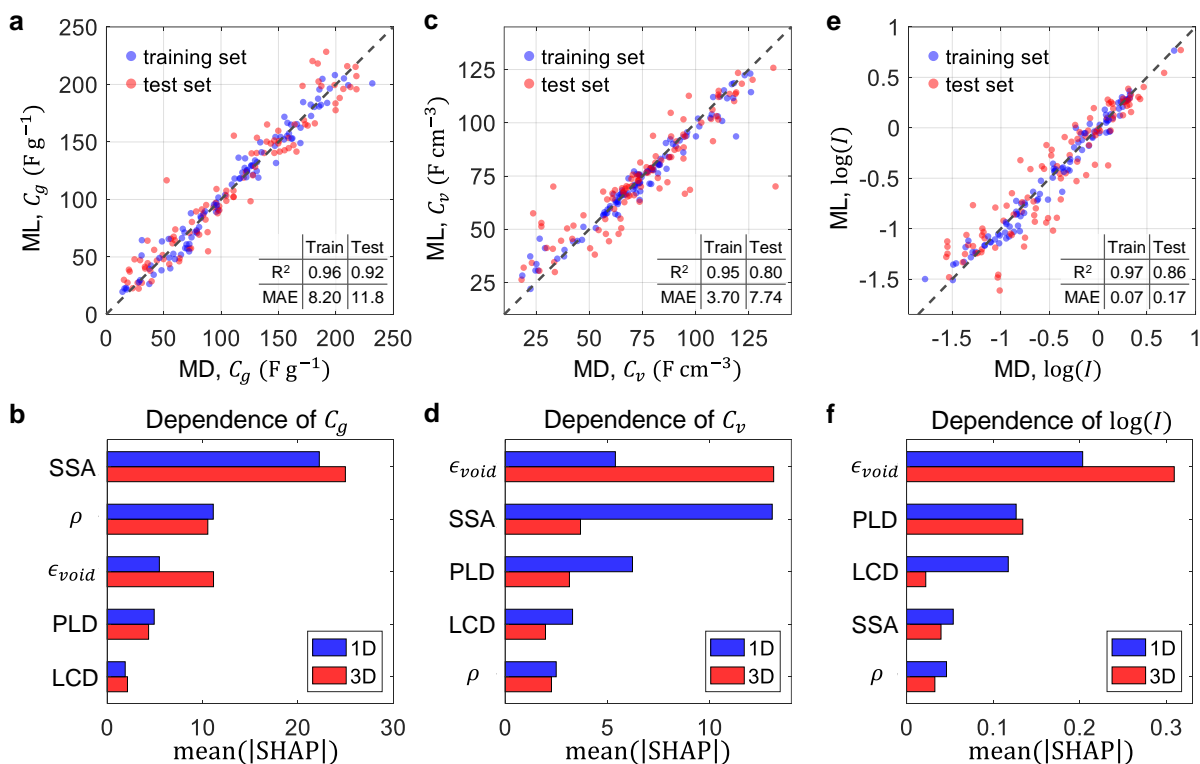 a
250
200
150
100
50
0
0 50 100 150 200 250
ML, C_g (F g⁻¹)
MD, C_g (F g⁻¹)
training set
test set
Train Test
R² 0.96 0.92
MAE 8.20 11.8
c
125
100
75
50
25
25 50 75 100 125
ML, C_v (F cm⁻³)
MD, C_v (F cm⁻³)
training set
test set
Train Test
R² 0.95 0.80
MAE 3.70 7.74
e
1
0.5
0
-0.5
-1
-1.5
-1.5 -1 -0.5 0 0.5 1
ML, log(I)
MD, log(I)
training set
test set
Train Test
R² 0.97 0.86
MAE 0.07 0.17
b
Dependence of C_g
SSA
ρ
ϵ_void
PLD
LCD
1D
3D
0 10 20 30
mean(|SHAP|)
d
Dependence of C_v
ϵ_void
SSA
PLD
LCD
ρ
1D
3D
0 5 10
mean(|SHAP|)
f
Dependence of log(I)
ϵ_void
PLD
LCD
SSA
ρ
1D
3D
0 0.1 0.2 0.3
mean(|SHAP|)